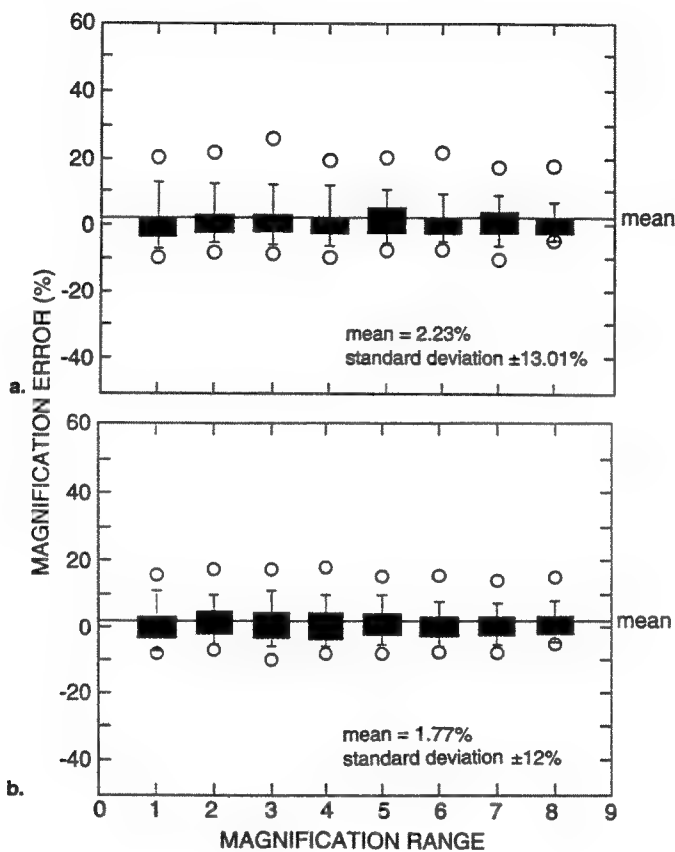 60
40
20
0
-20
-40
mean
mean = 2.23%
standard deviation ±13.01%
a.
MAGNIFICATION ERROR (%)
60
40
20
0
-20
-40
mean
mean = 1.77%
standard deviation ±12%
b.
0 1 2 3 4 5 6 7 8 9
MAGNIFICATION RANGE